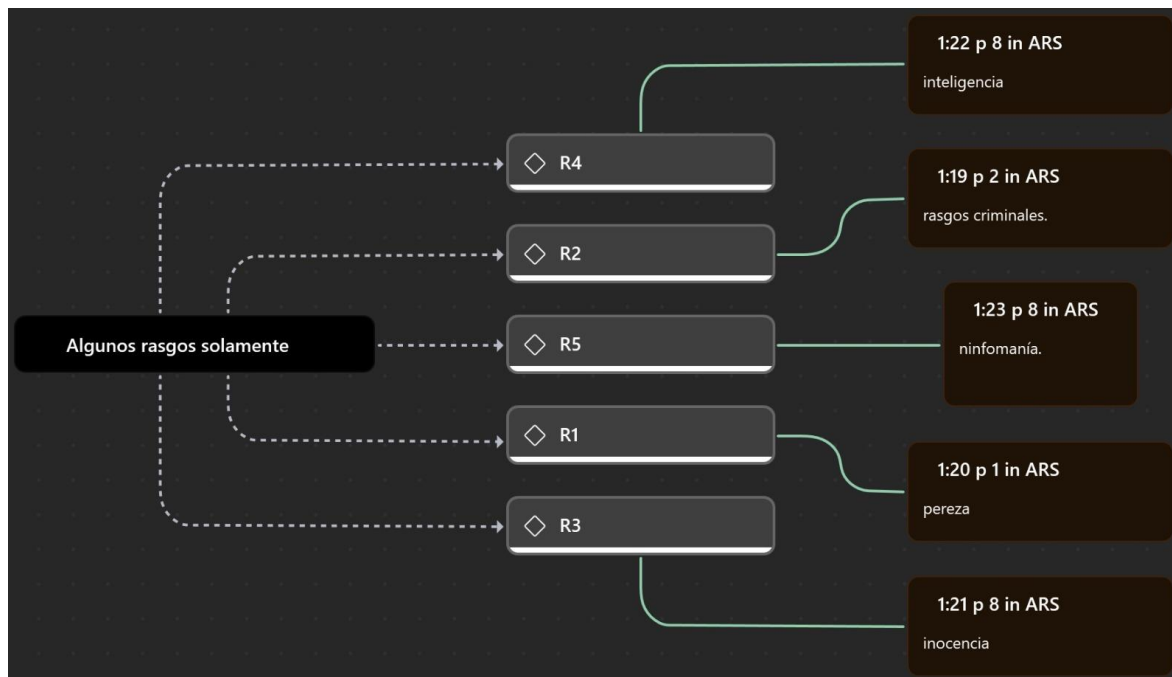 1:22 p 8 in ARS
inteligencia
R4
1:19 p 2 in ARS
rasgos criminales.
R2
1:23 p 8 in ARS
ninfomanía.
Algunos rasgos solamente
R5
R1
1:20 p 1 in ARS
pereza
R3
1:21 p 8 in ARS
inocencia